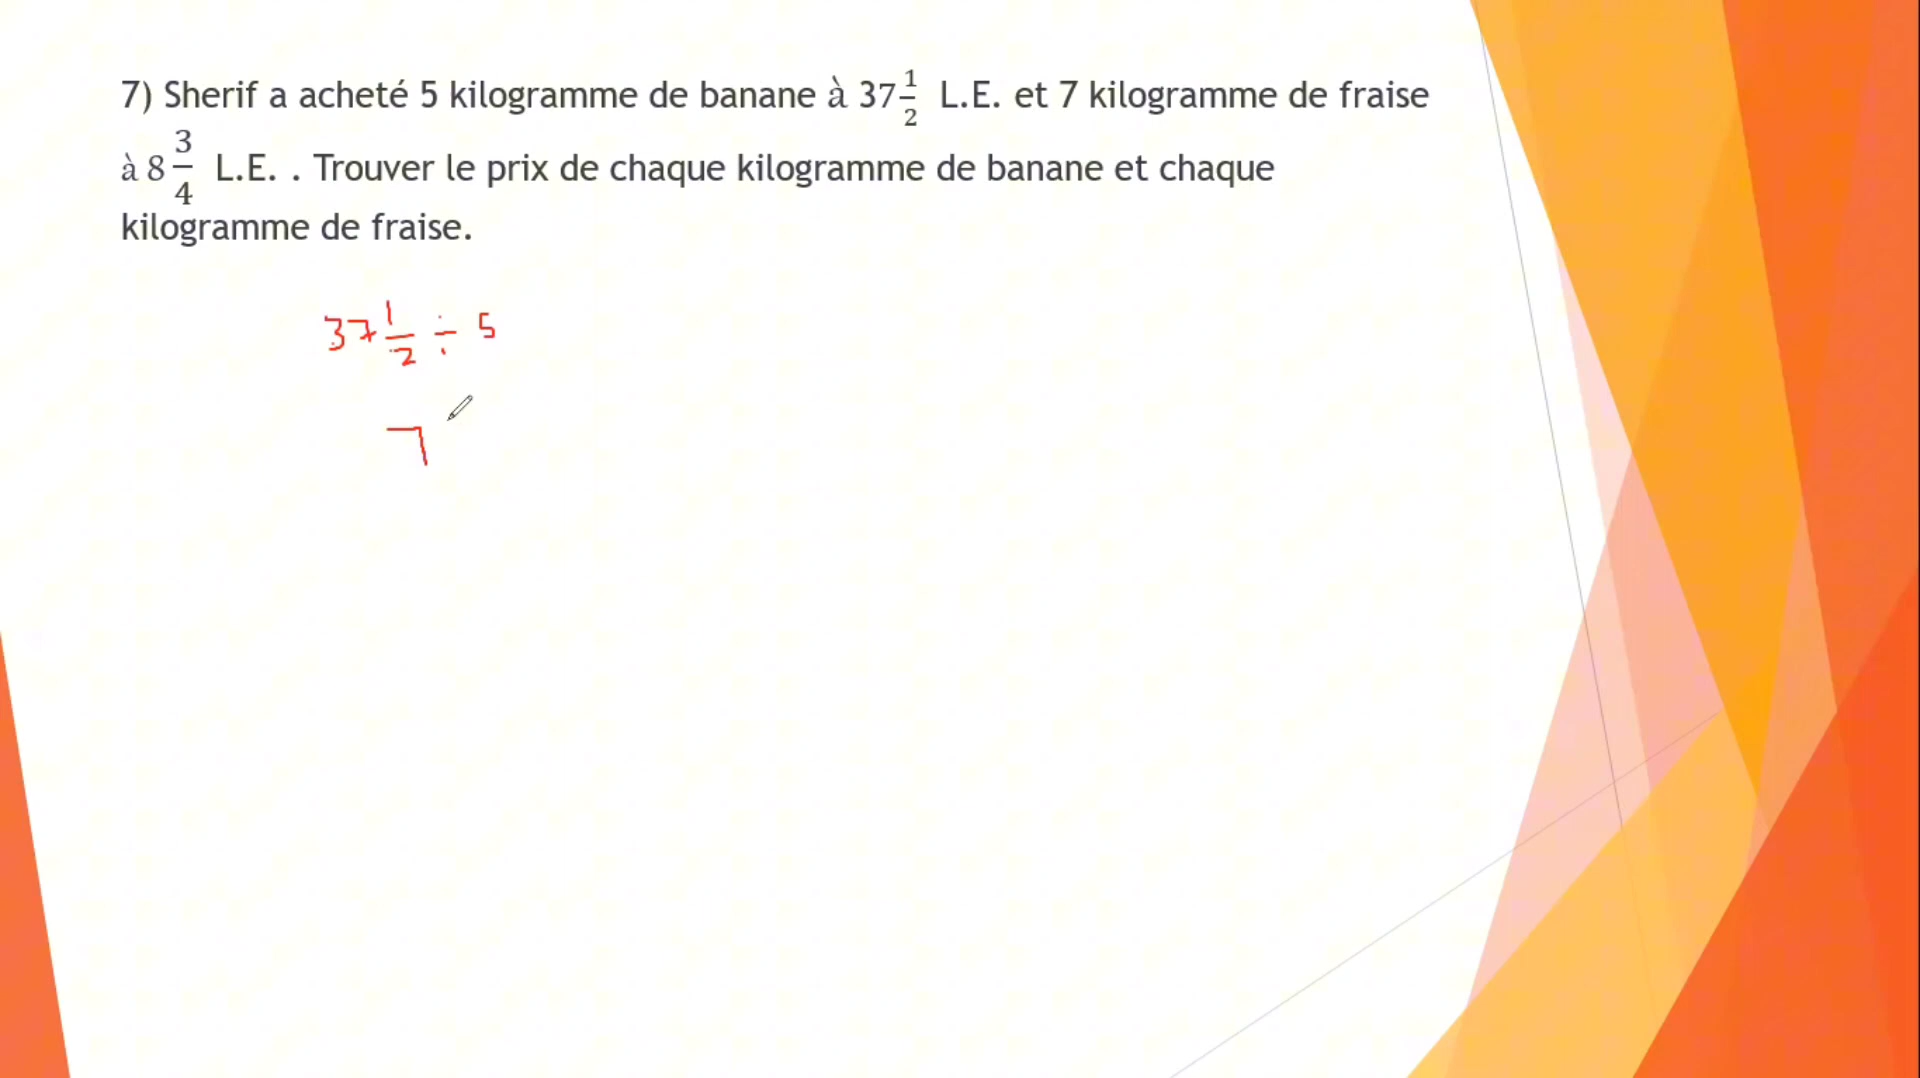 7) Sherif a acheté 5 kilogramme de banane à 37 1/2 L.E. et 7 kilogramme de fraise
à 8 3/4 L.E. . Trouver le prix de chaque kilogramme de banane et chaque
kilogramme de fraise.
37 1/2 ÷ 5
7